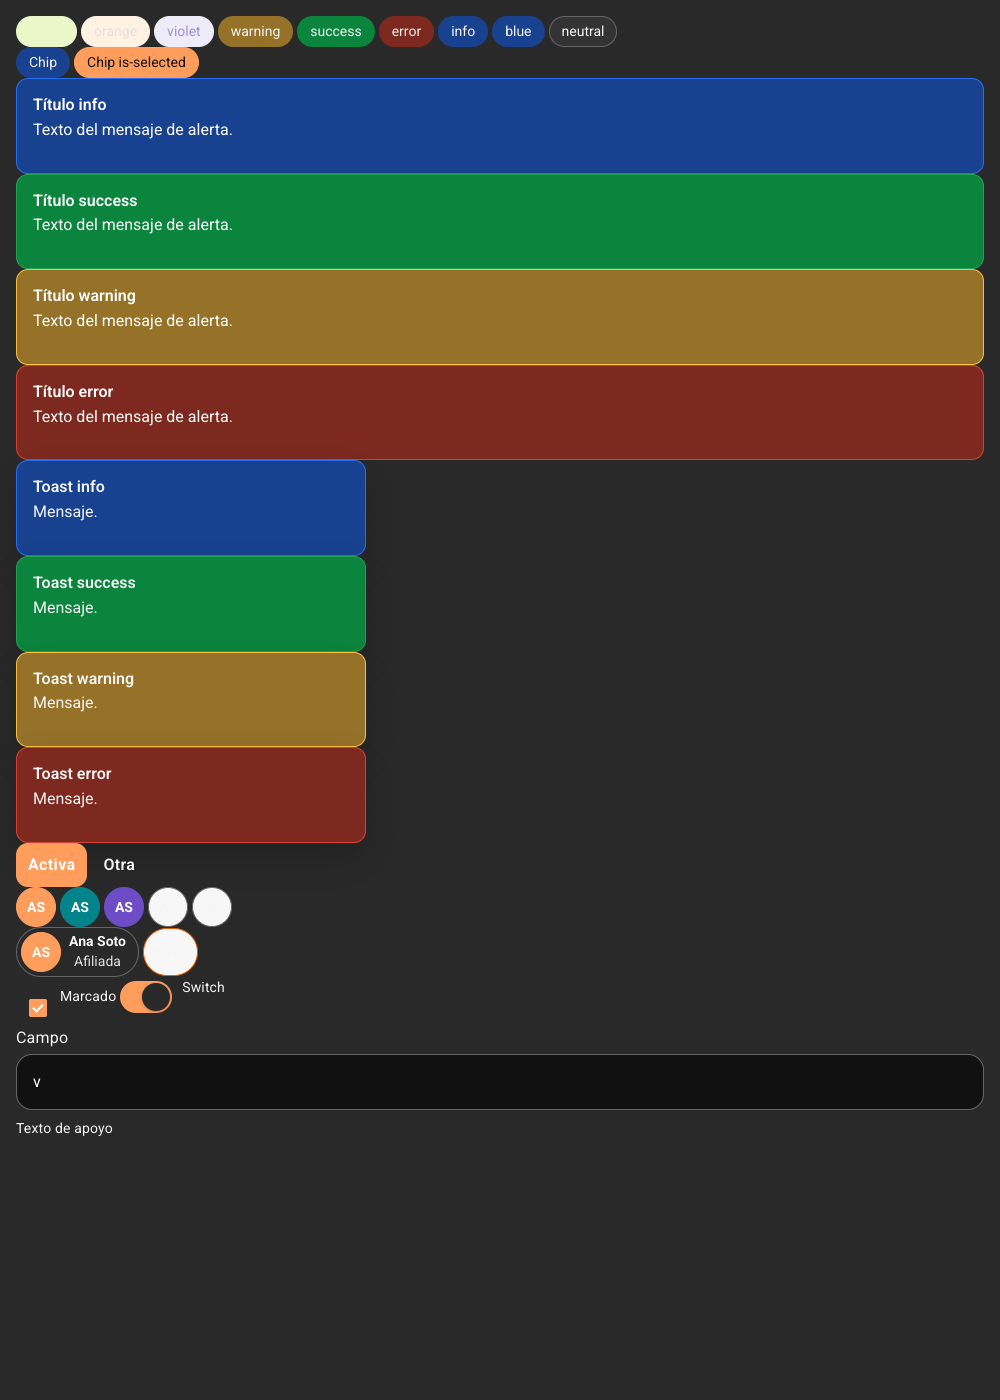 orange violet warning success error info blue neutral
Chip Chip is-selected
Título info
Texto del mensaje de alerta.
Título success
Texto del mensaje de alerta.
Título warning
Texto del mensaje de alerta.
Título error
Texto del mensaje de alerta.
Toast info
Mensaje.
Toast success
Mensaje.
Toast warning
Mensaje.
Toast error
Mensaje.
Activa Otra
AS AS AS
AS Ana Soto
Afiliada
Marcado Switch
Campo
v
Texto de apoyo